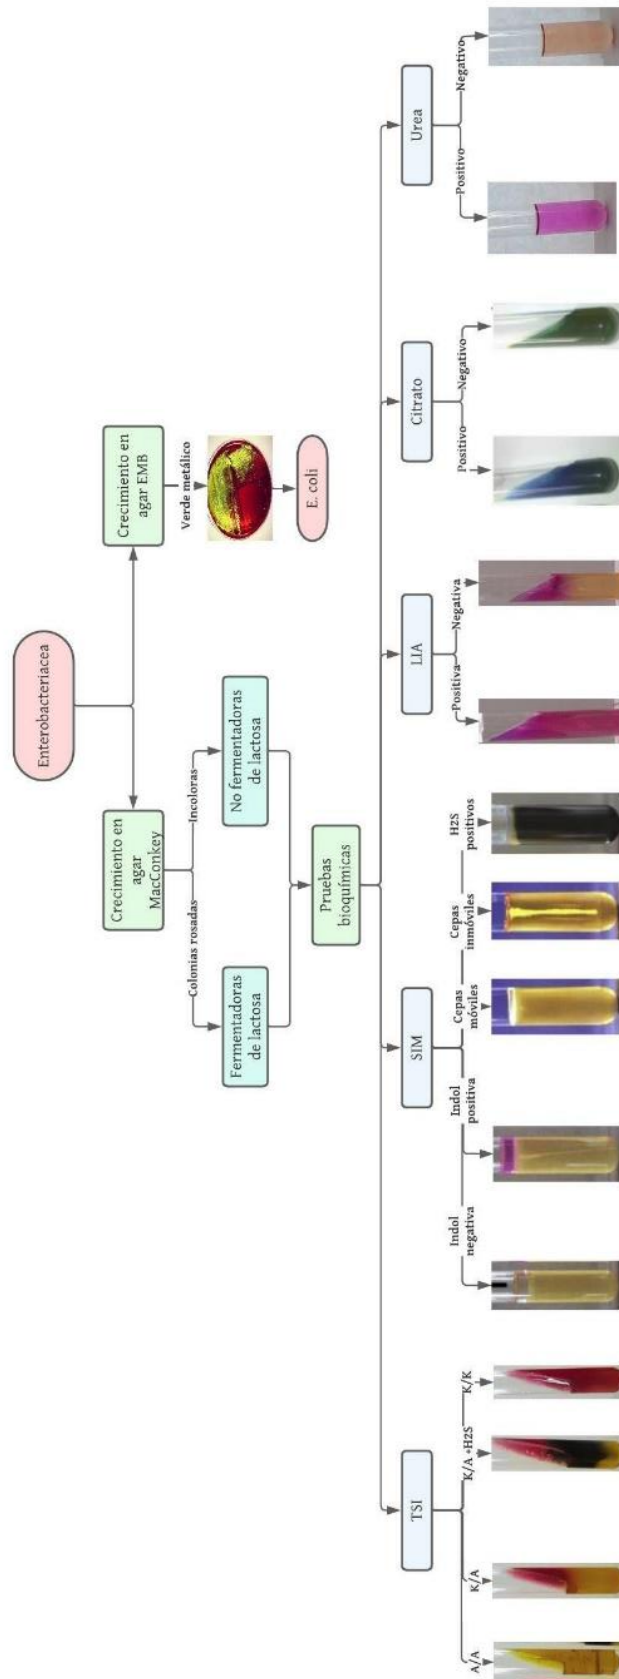 Enterobacteriacea
Crecimiento en
agar
MacConkey
Crecimiento en
agar EMB
Colonias rosadas
Incoloras
Verde metálico
Fermentadoras
de lactosa
No fermentadoras
de lactosa
E. coli
Pruebas
bioquímicas
TSI
SIM
LIA
Citrato
Urea
A/A
K/A
K/A +H2S
K/K
Indol
negativa
Indol
positiva
Cepas
móviles
Cepas
inmóviles
H2S
positivos
Positiva
Negativa
Positivo
Negativo
Positivo
Negativo